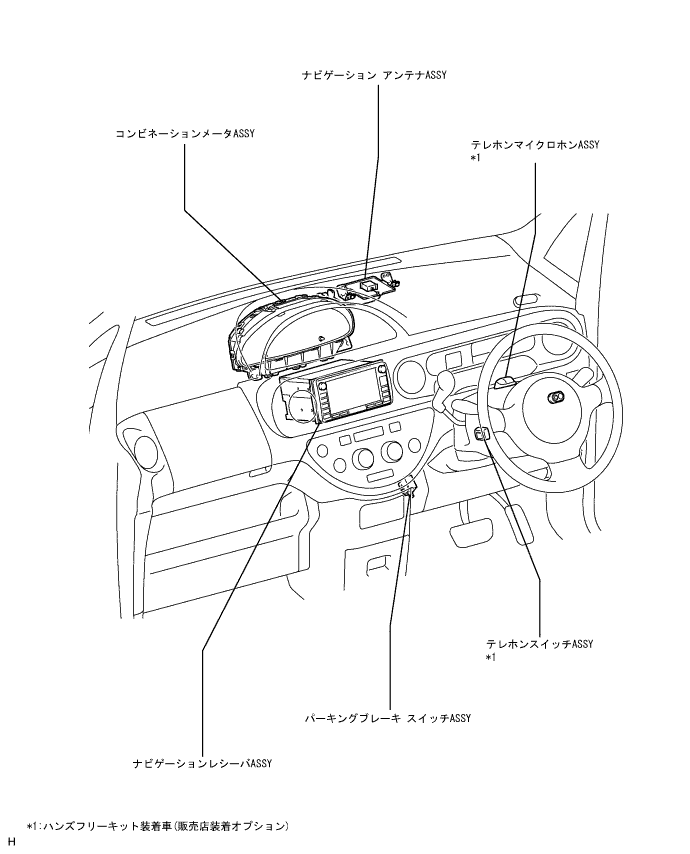 ナビゲーション アンテナASSY
コンビネーションメータASSY
テレホンマイクロホンASSY
*1
テレホンスイッチASSY
*1
パーキングブレーキ スイッチASSY
ナビゲーションレシーバASSY
*1:ハンズフリーキット装着車(販売店装着オプション)
H